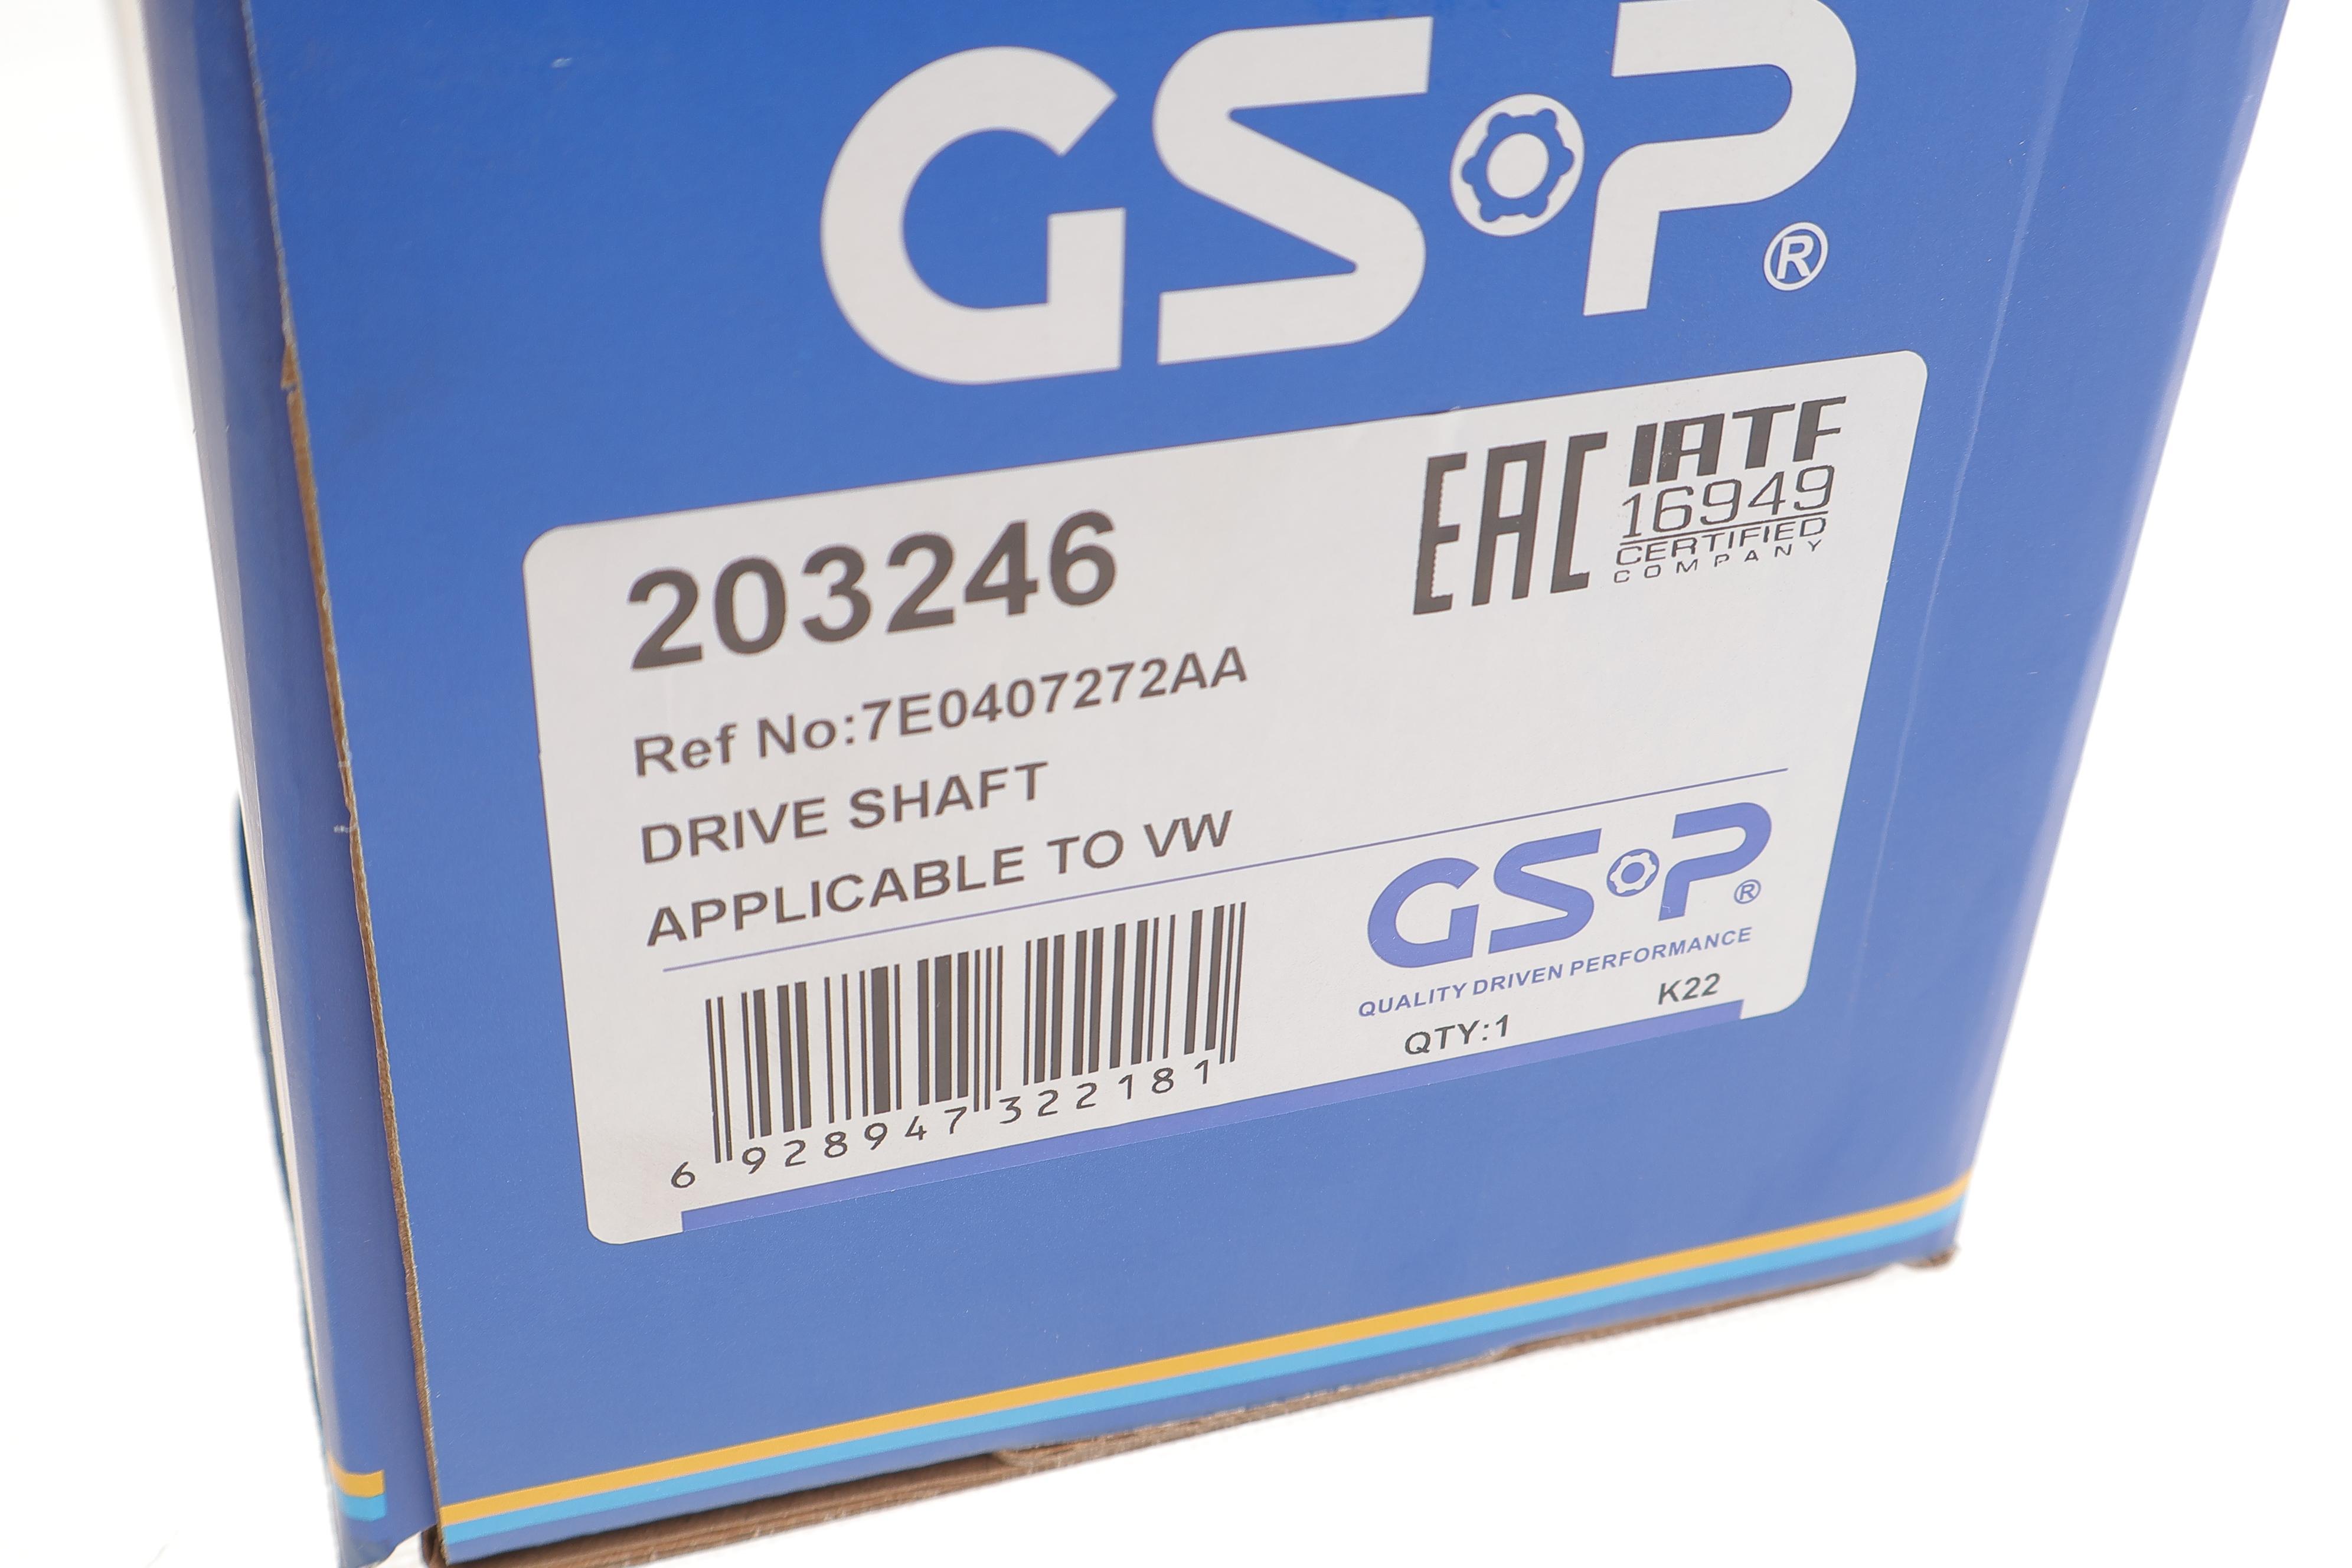 GSP®
203246
EAC
IATF
16949
CERTIFIED
COMPANY
Ref No:7E0407272AA
DRIVE SHAFT
APPLICABLE TO VW
GSP®
QUALITY DRIVEN PERFORMANCE
K22
QTY:1
6 928947 322181